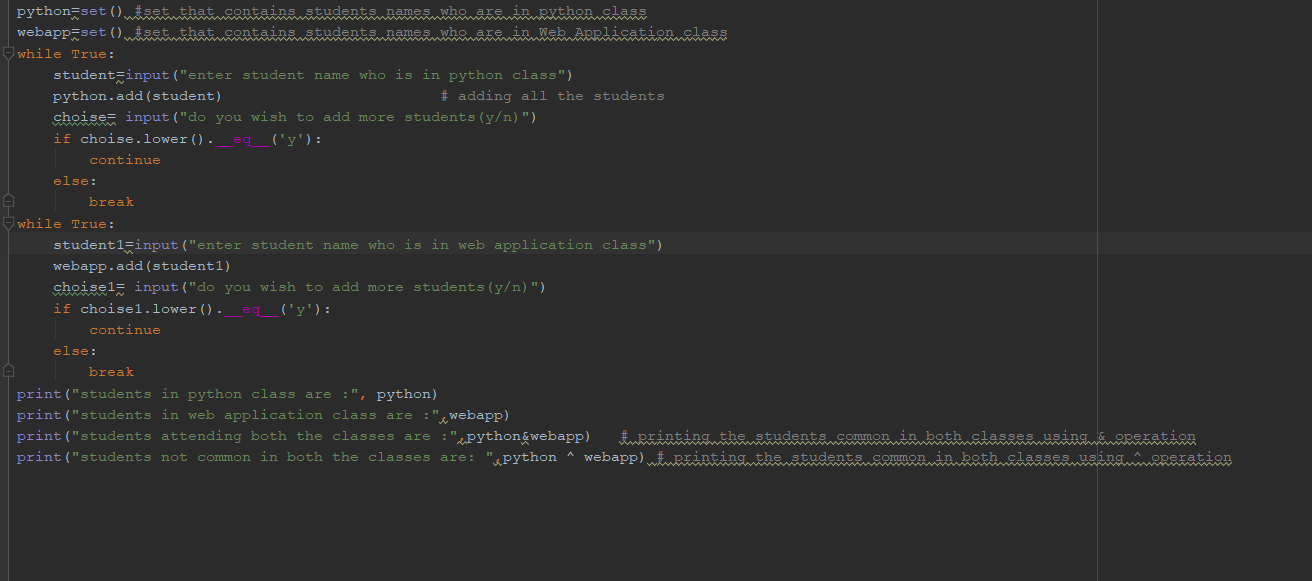 python=set() #set that contains students names who are in python class
webapp=set() #set that contains students names who are in Web Application class
while True:
    student=input("enter student name who is in python class")
    python.add(student)                        # adding all the students
    choise= input("do you wish to add more students(y/n)")
    if choise.lower().__eq__('y'):
        continue
    else:
        break
while True:
    student1=input("enter student name who is in web application class")
    webapp.add(student1)
    choise1= input("do you wish to add more students(y/n)")
    if choise1.lower().__eq__('y'):
        continue
    else:
        break
print("students in python class are :", python)
print("students in web application class are :",webapp)
print("students attending both the classes are :",python&webapp)   # printing the students common in both classes using & operation
print("students not common in both the classes are: ",python ^ webapp) # printing the students common in both classes using ^ operation